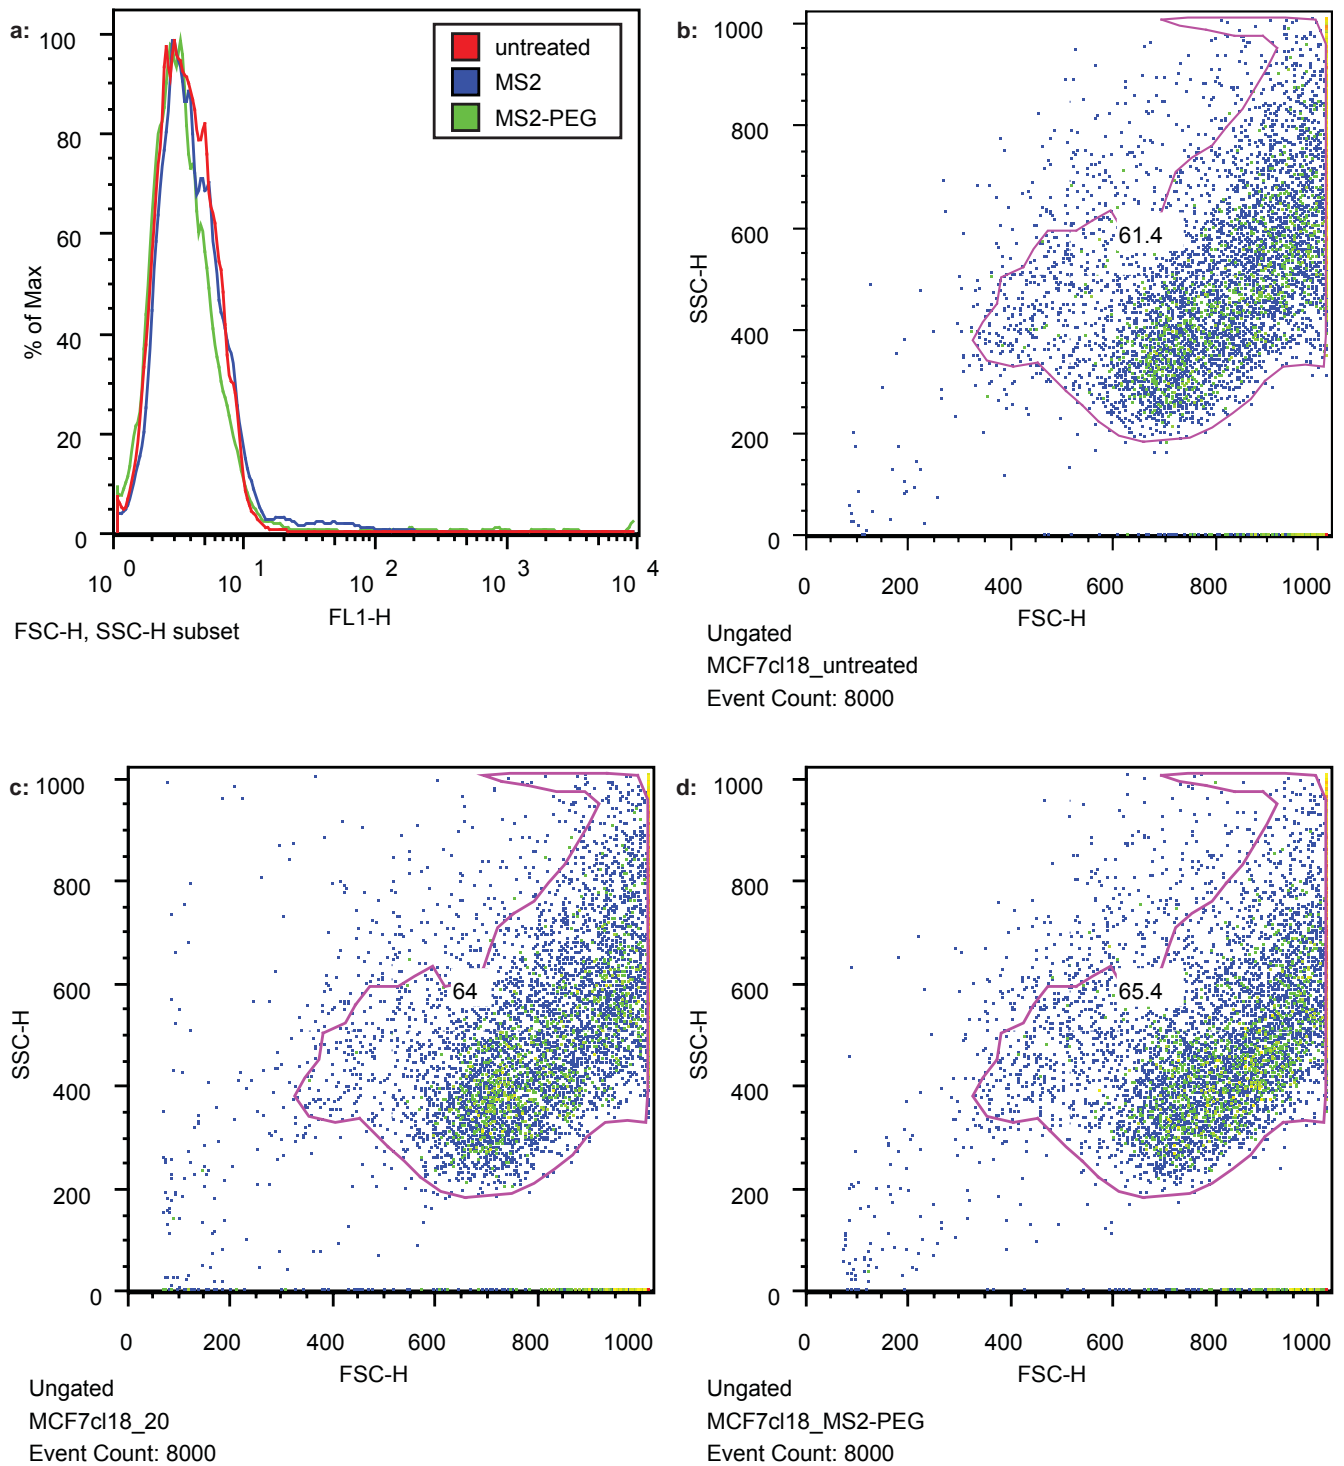 a:
100
80
60
40
20
0
% of Max
untreated
MS2
MS2-PEG
10 0 10 1 10 2 10 3 10 4
FL1-H
FSC-H, SSC-H subset
b:
1000
800
600
400
200
0
SSC-H
61.4
0 200 400 600 800 1000
FSC-H
Ungated
MCF7cl18_untreated
Event Count: 8000
c:
1000
800
600
400
200
0
SSC-H
64
0 200 400 600 800 1000
FSC-H
Ungated
MCF7cl18_20
Event Count: 8000
d:
1000
800
600
400
200
0
SSC-H
65.4
0 200 400 600 800 1000
FSC-H
Ungated
MCF7cl18_MS2-PEG
Event Count: 8000